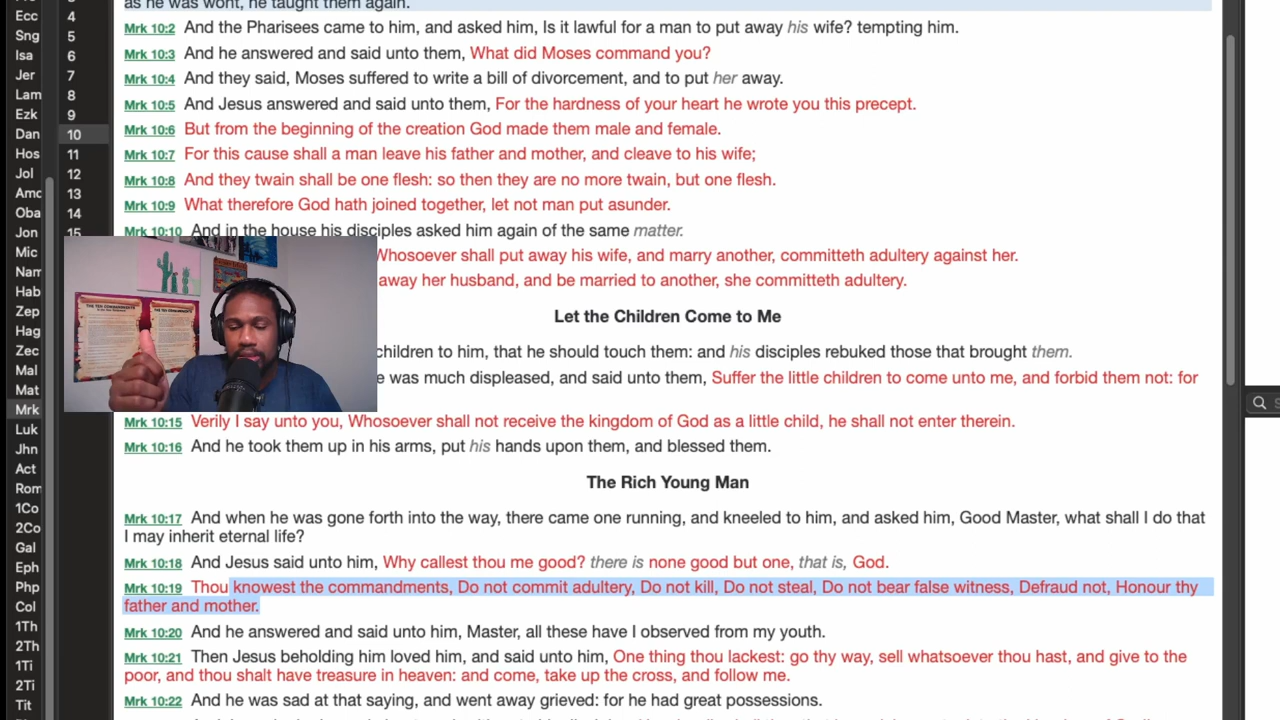 Ecc
Sng
Isa
Jer
Lam
Ezk
Dan
Hos
Jol
Amo
Oba
Jon
Mic
Nam
Hab
Zep
Hag
Zec
Mal
Mat
Mrk
Luk
Jhn
Act
Rom
1Co
2Co
Gal
Eph
Php
Col
1Th
2Th
1Ti
2Ti
Tit
4
5
6
7
8
9
10
11
12
13
14
15
as he was wont, he taught them again.
Mrk 10:2 And the Pharisees came to him, and asked him, Is it lawful for a man to put away his wife? tempting him.
Mrk 10:3 And he answered and said unto them, What did Moses command you?
Mrk 10:4 And they said, Moses suffered to write a bill of divorcement, and to put her away.
Mrk 10:5 And Jesus answered and said unto them, For the hardness of your heart he wrote you this precept.
Mrk 10:6 But from the beginning of the creation God made them male and female.
Mrk 10:7 For this cause shall a man leave his father and mother, and cleave to his wife;
Mrk 10:8 And they twain shall be one flesh: so then they are no more twain, but one flesh.
Mrk 10:9 What therefore God hath joined together, let not man put asunder.
Mrk 10:10 And in the house his disciples asked him again of the same matter.
Whosoever shall put away his wife, and marry another, committeth adultery against her.
away her husband, and be married to another, she committeth adultery.
Let the Children Come to Me
children to him, that he should touch them: and his disciples rebuked those that brought them.
e was much displeased, and said unto them, Suffer the little children to come unto me, and forbid them not: for
Mrk 10:15 Verily I say unto you, Whosoever shall not receive the kingdom of God as a little child, he shall not enter therein.
Mrk 10:16 And he took them up in his arms, put his hands upon them, and blessed them.
The Rich Young Man
Mrk 10:17 And when he was gone forth into the way, there came one running, and kneeled to him, and asked him, Good Master, what shall I do that
I may inherit eternal life?
Mrk 10:18 And Jesus said unto him, Why callest thou me good? there is none good but one, that is, God.
Mrk 10:19 Thou knowest the commandments, Do not commit adultery, Do not kill, Do not steal, Do not bear false witness, Defraud not, Honour thy
father and mother.
Mrk 10:20 And he answered and said unto him, Master, all these have I observed from my youth.
Mrk 10:21 Then Jesus beholding him loved him, and said unto him, One thing thou lackest: go thy way, sell whatsoever thou hast, and give to the
poor, and thou shalt have treasure in heaven: and come, take up the cross, and follow me.
Mrk 10:22 And he was sad at that saying, and went away grieved: for he had great possessions.